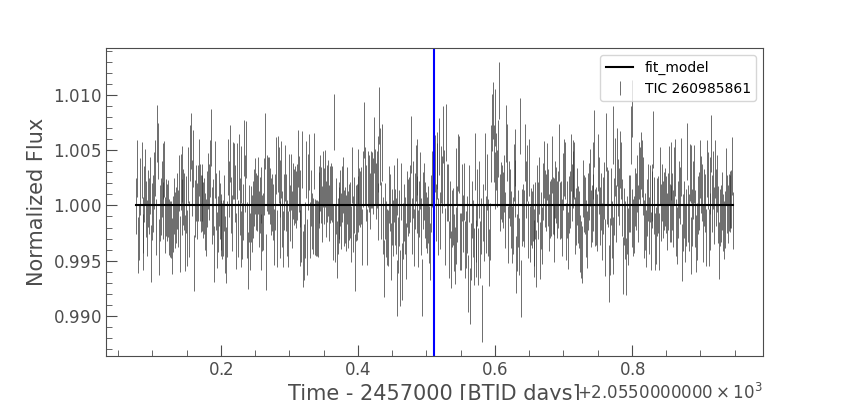 fit_model
TIC 260985861
1.010
1.005
1.000
0.995
0.990
Normalized Flux
0.2
0.4
0.6
0.8
Time - 2457000 [BTJD days]
+2.0550000000 × 10³